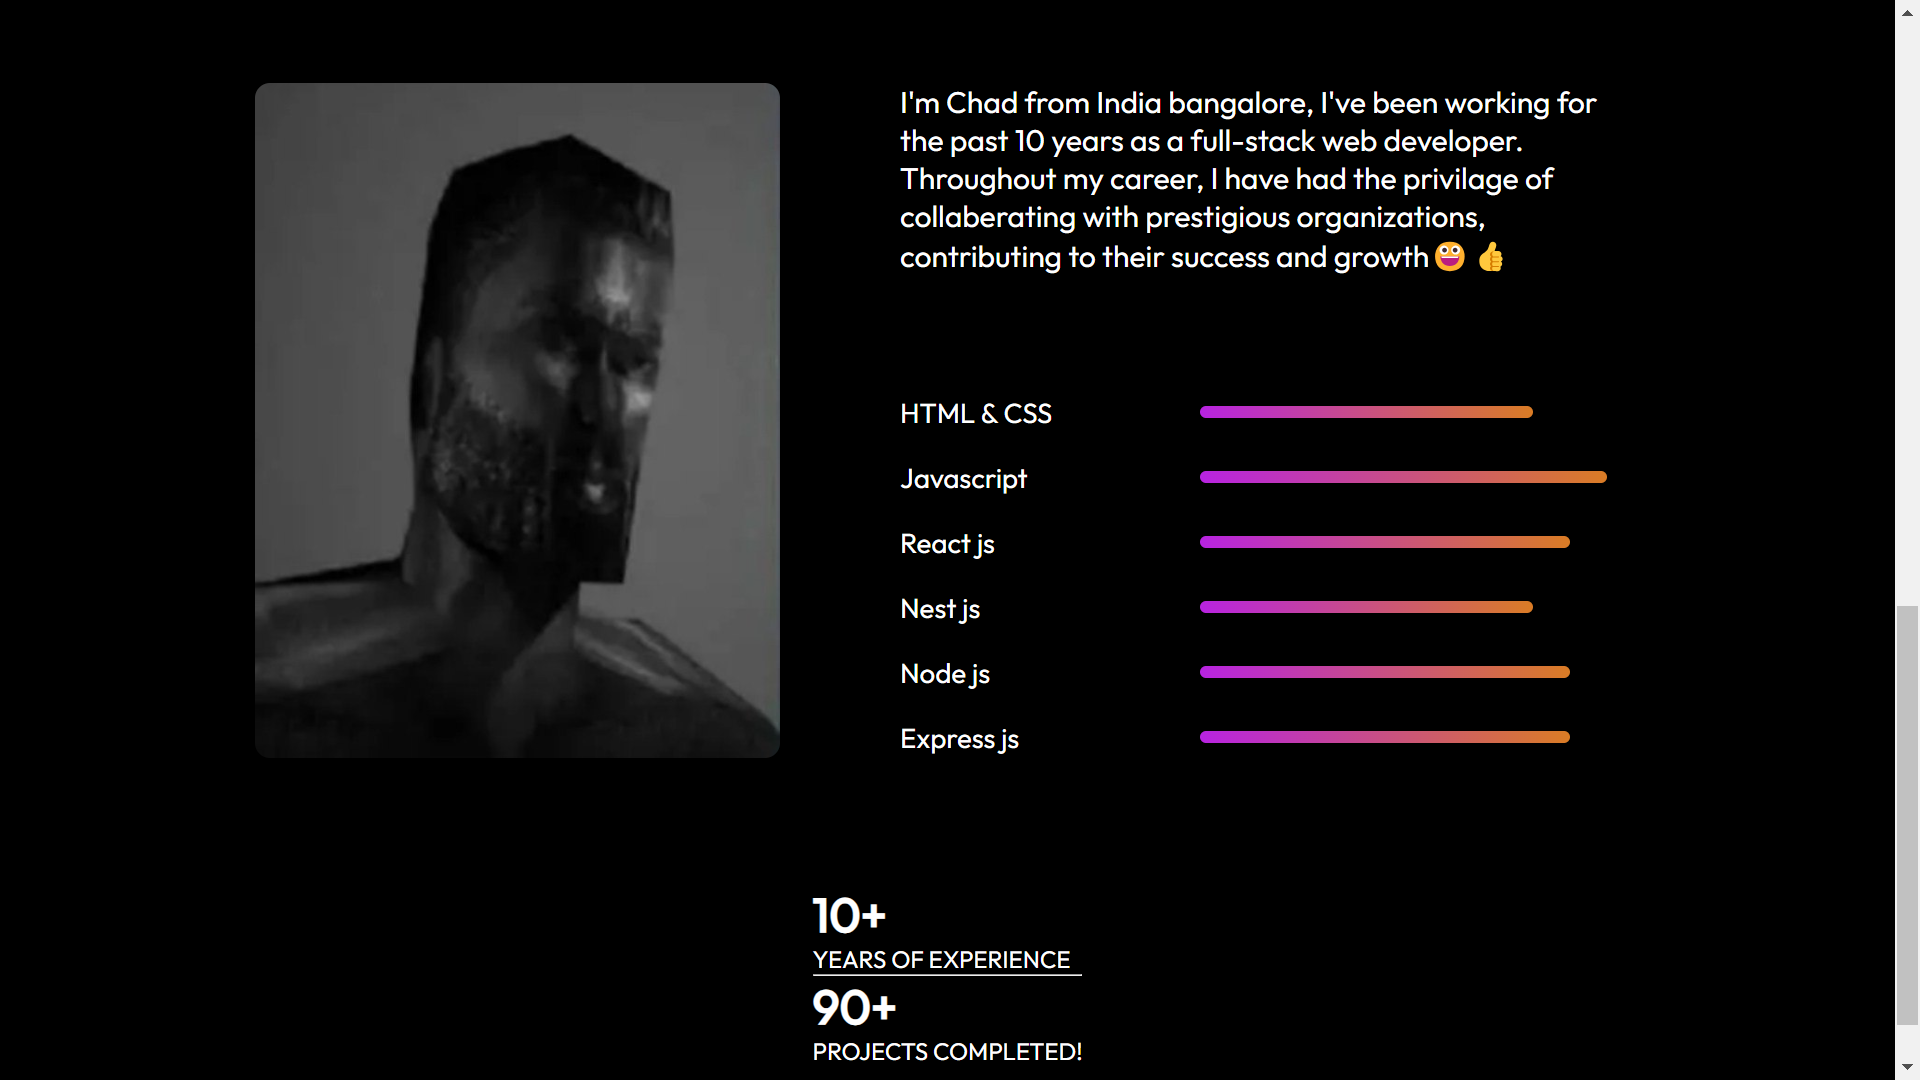 I'm Chad from India bangalore, I've been working for
the past 10 years as a full-stack web developer.
Throughout my career, I have had the privilage of
collaberating with prestigious organizations,
contributing to their success and growth😀 👍
HTML & CSS
Javascript
React js
Nest js
Node js
Express js
10+
YEARS OF EXPERIENCE
90+
PROJECTS COMPLETED!